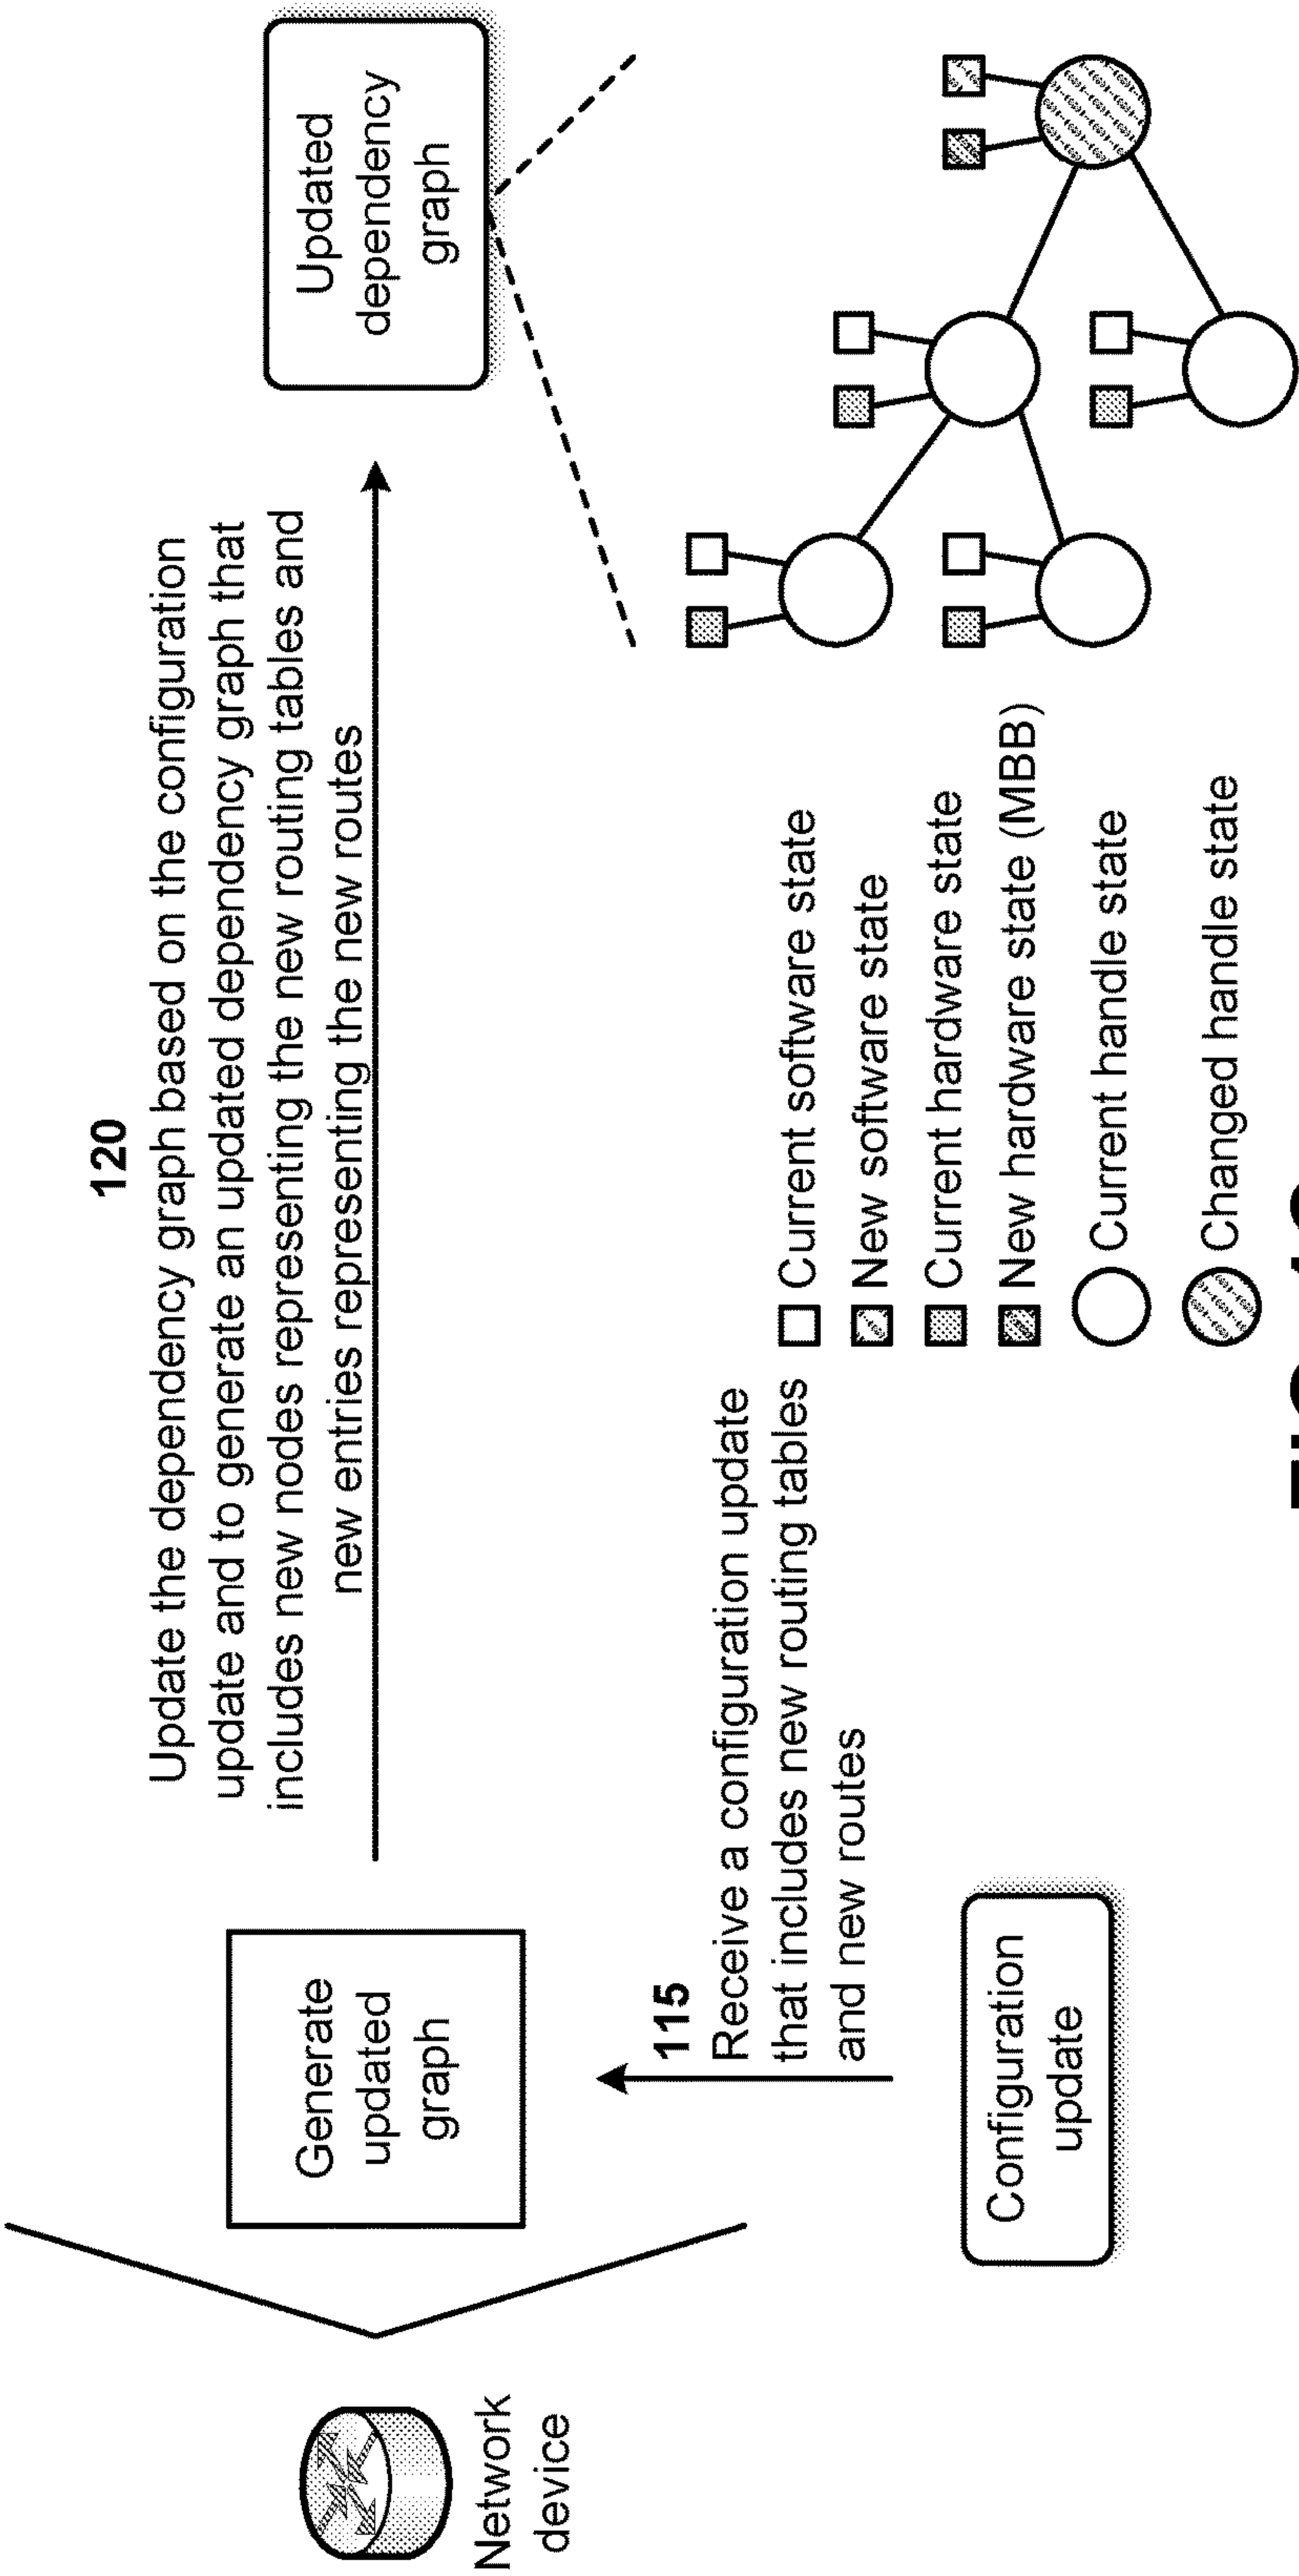 120
Update the dependency graph based on the configuration
update and to generate an updated dependency graph that
includes new nodes representing the new routing tables and
new entries representing the new routes
Network
device
Generate
updated
graph
Updated
dependency
graph
115
Receive a configuration update
that includes new routing tables
and new routes
Configuration
update
Current software state
New software state
Current hardware state
New hardware state (MBB)
Current handle state
Changed handle state